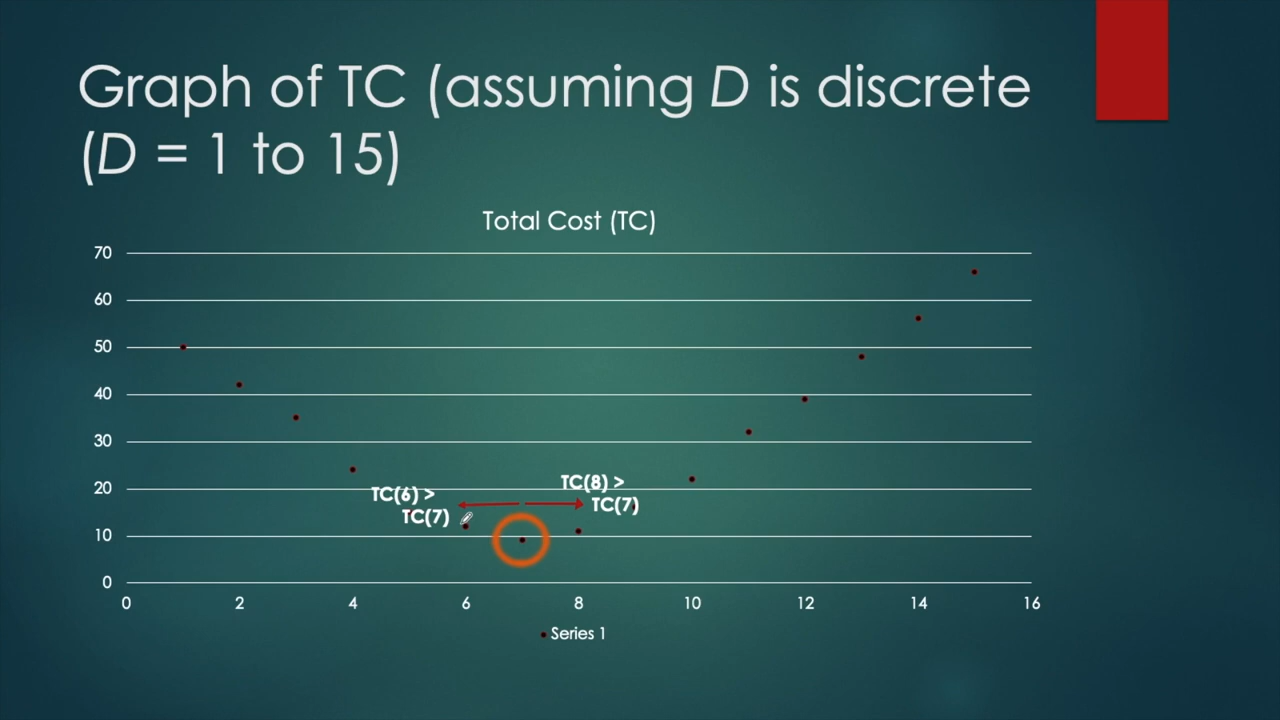 Graph of TC (assuming D is discrete
(D = 1 to 15)
Total Cost (TC)
70
60
50
40
30
20
10
0
TC(6) >
TC(7)
TC(8) >
TC(7)
0 2 4 6 8 10 12 14 16
Series 1